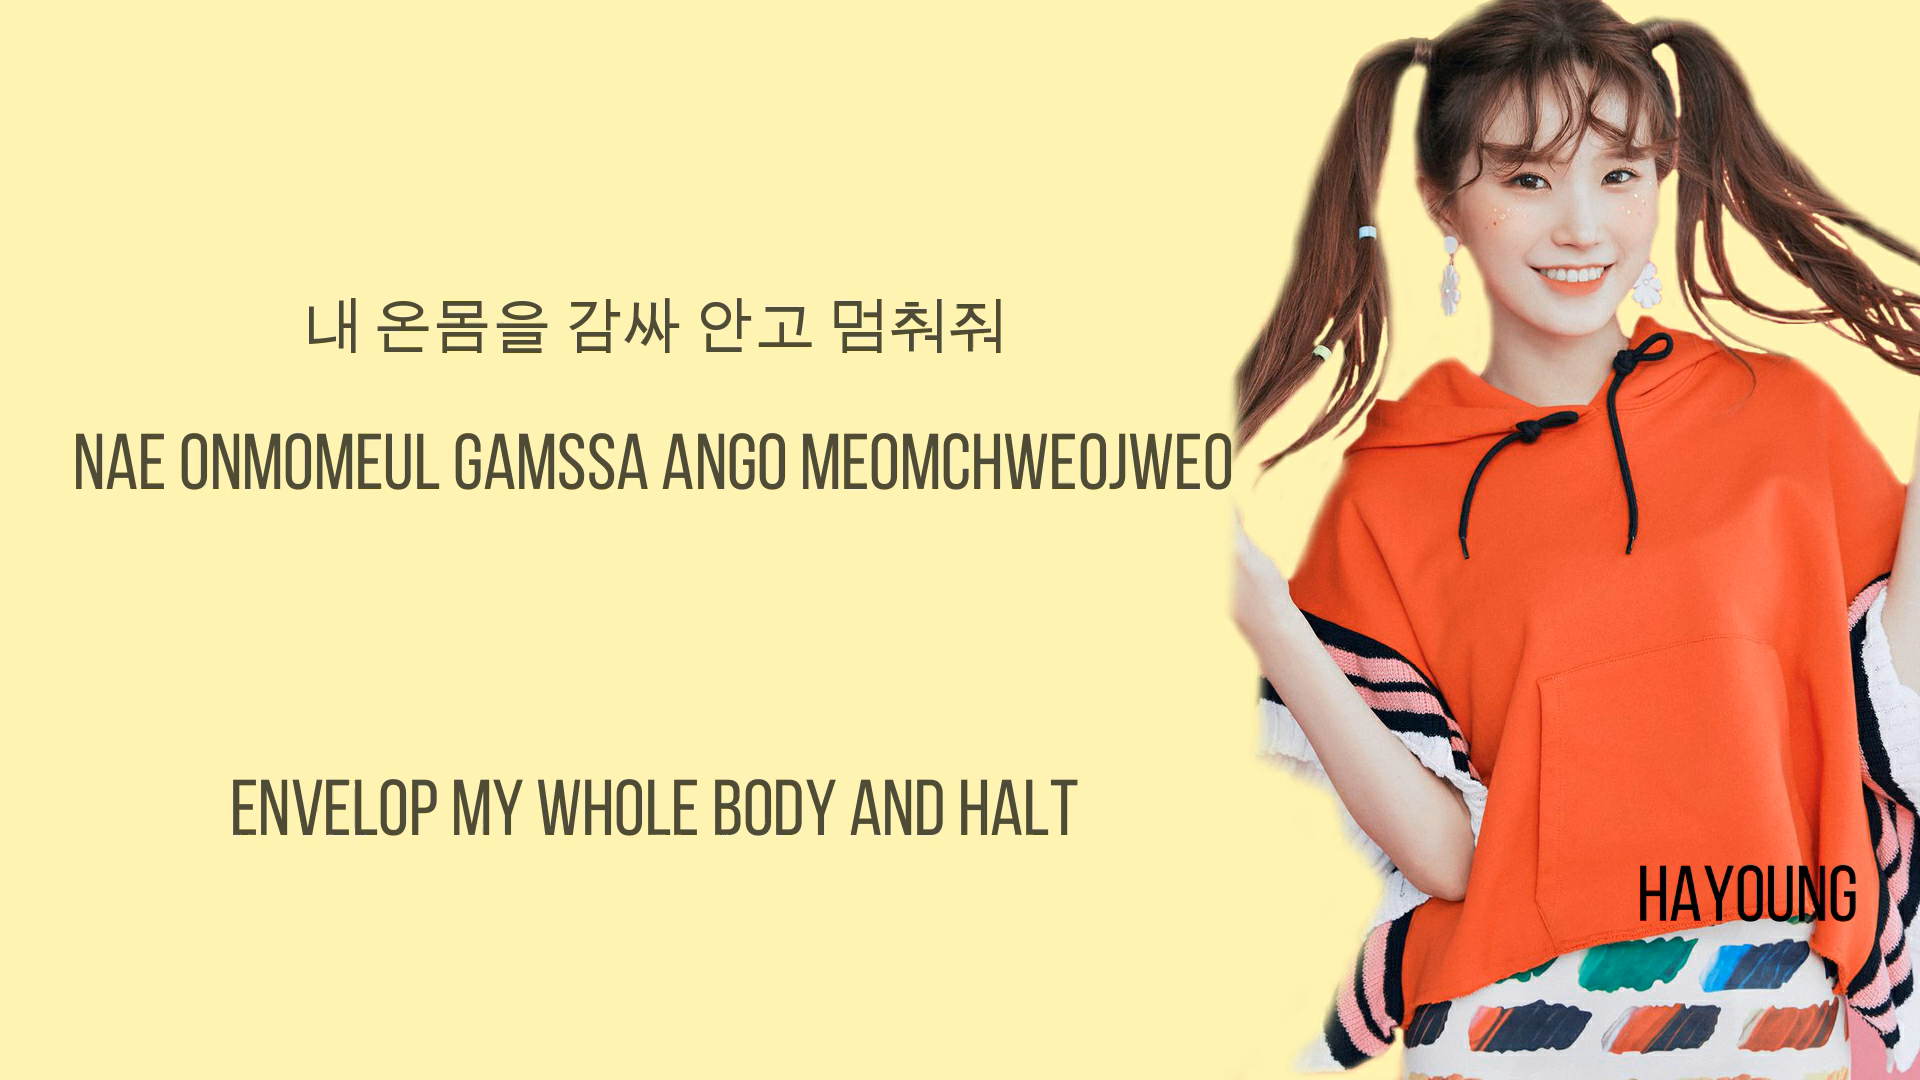 내 온몸을 감싸 안고 멈춰줘
NAE ONMOMEUL GAMSSA ANGO MEOMCHWEOJWEO
ENVELOP MY WHOLE BODY AND HALT
HAYOUNG